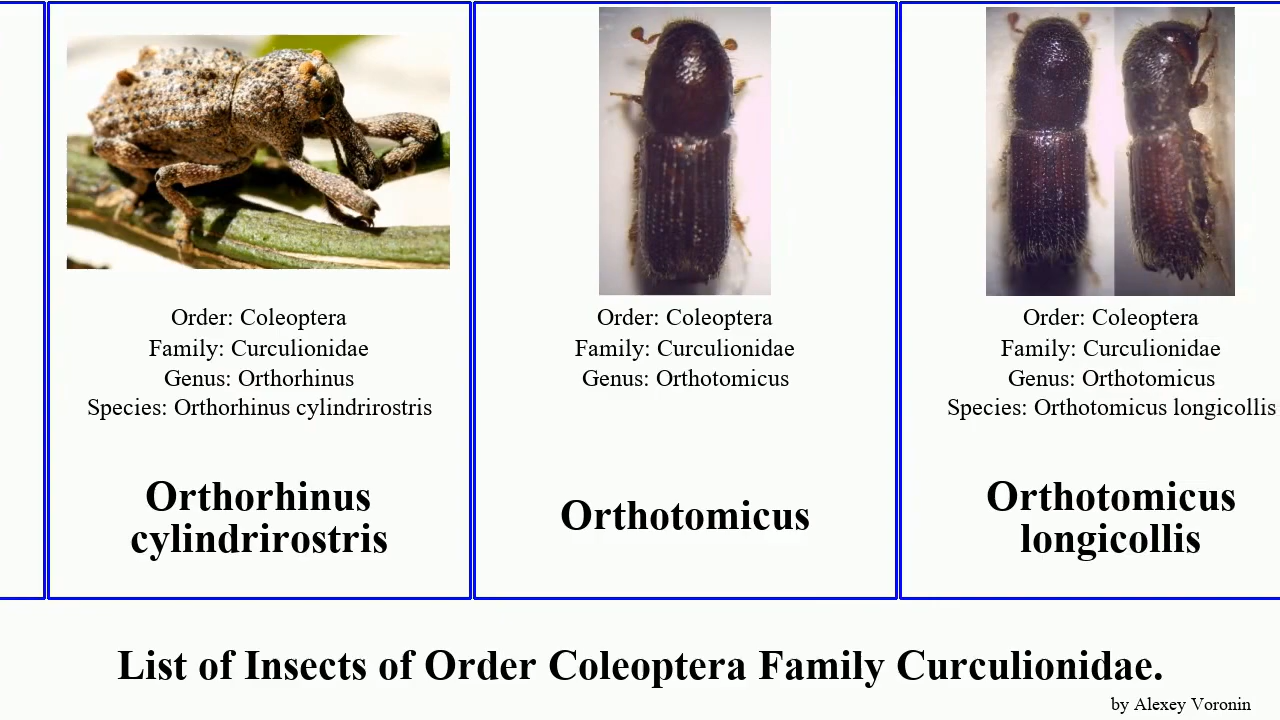 Order: Coleoptera
Family: Curculionidae
Genus: Orthorhinus
Species: Orthorhinus cylindrirostris
Orthorhinus
cylindrirostris
Order: Coleoptera
Family: Curculionidae
Genus: Orthotomicus
Orthotomicus
Order: Coleoptera
Family: Curculionidae
Genus: Orthotomicus
Species: Orthotomicus longicollis
Orthotomicus
longicollis
List of Insects of Order Coleoptera Family Curculionidae.
by Alexey Voronin